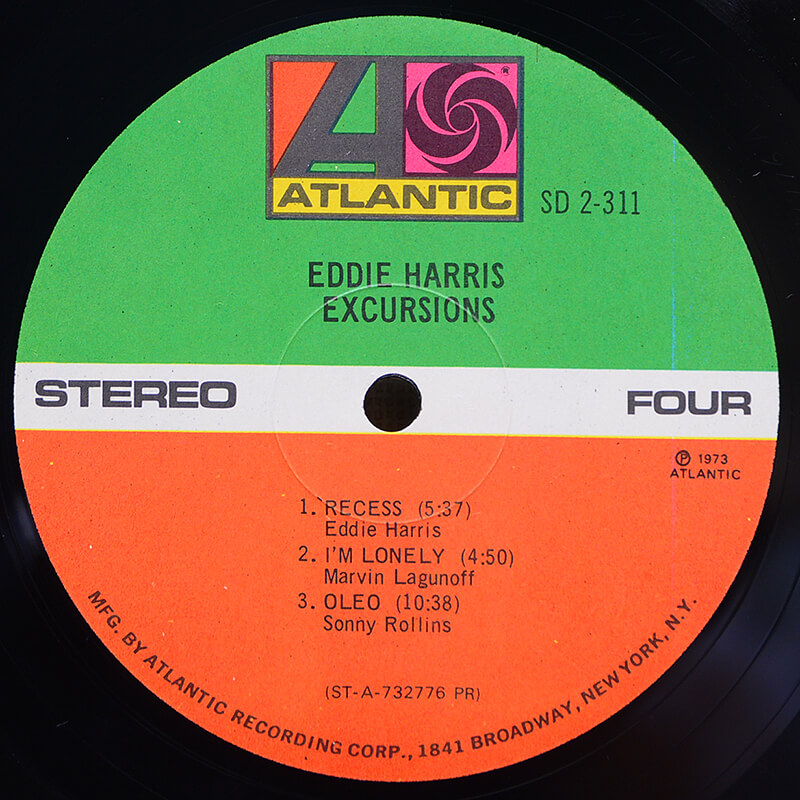 ATLANTIC
®
SD 2-311
EDDIE HARRIS
EXCURSIONS
STEREO
FOUR
℗ 1973
ATLANTIC
1. RECESS (5:37)
Eddie Harris
2. I'M LONELY (4:50)
Marvin Lagunoff
3. OLEO (10:38)
Sonny Rollins
(ST-A-732776 PR)
MFG. BY ATLANTIC RECORDING CORP., 1841 BROADWAY, NEW YORK, N.Y.